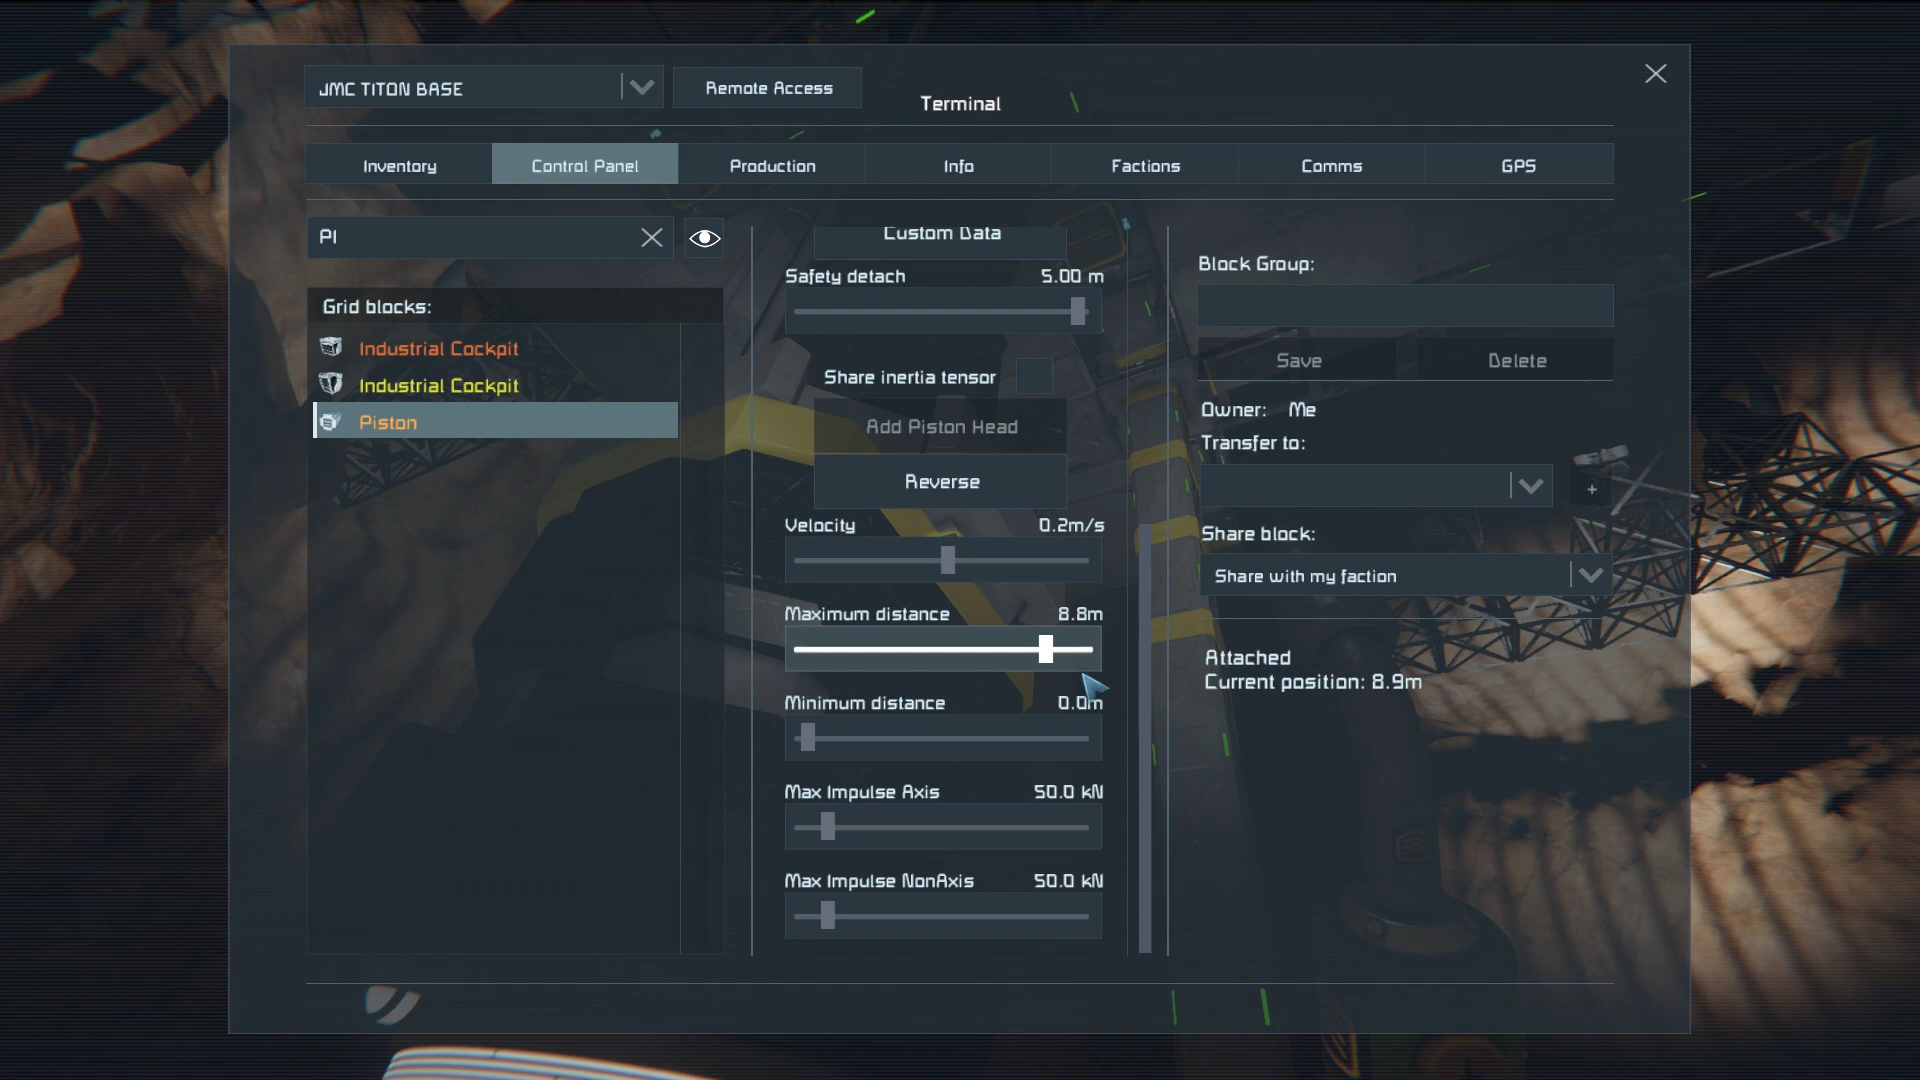 JMC TITON BASE
Remote Access
Terminal
Inventory
Control Panel
Production
Info
Factions
Comms
GPS
PI
Grid blocks:
Industrial Cockpit
Industrial Cockpit
Piston
Custom Data
Safety detach 5.00 m
Share inertia tensor
Add Piston Head
Reverse
Velocity 0.2m/s
Maximum distance 8.8m
Minimum distance 0.0m
Max Impulse Axis 50.0 kN
Max Impulse NonAxis 50.0 kN
Block Group:
Save
Delete
Owner: Me
Transfer to:
+
Share block:
Share with my faction
Attached
Current position: 8.9m